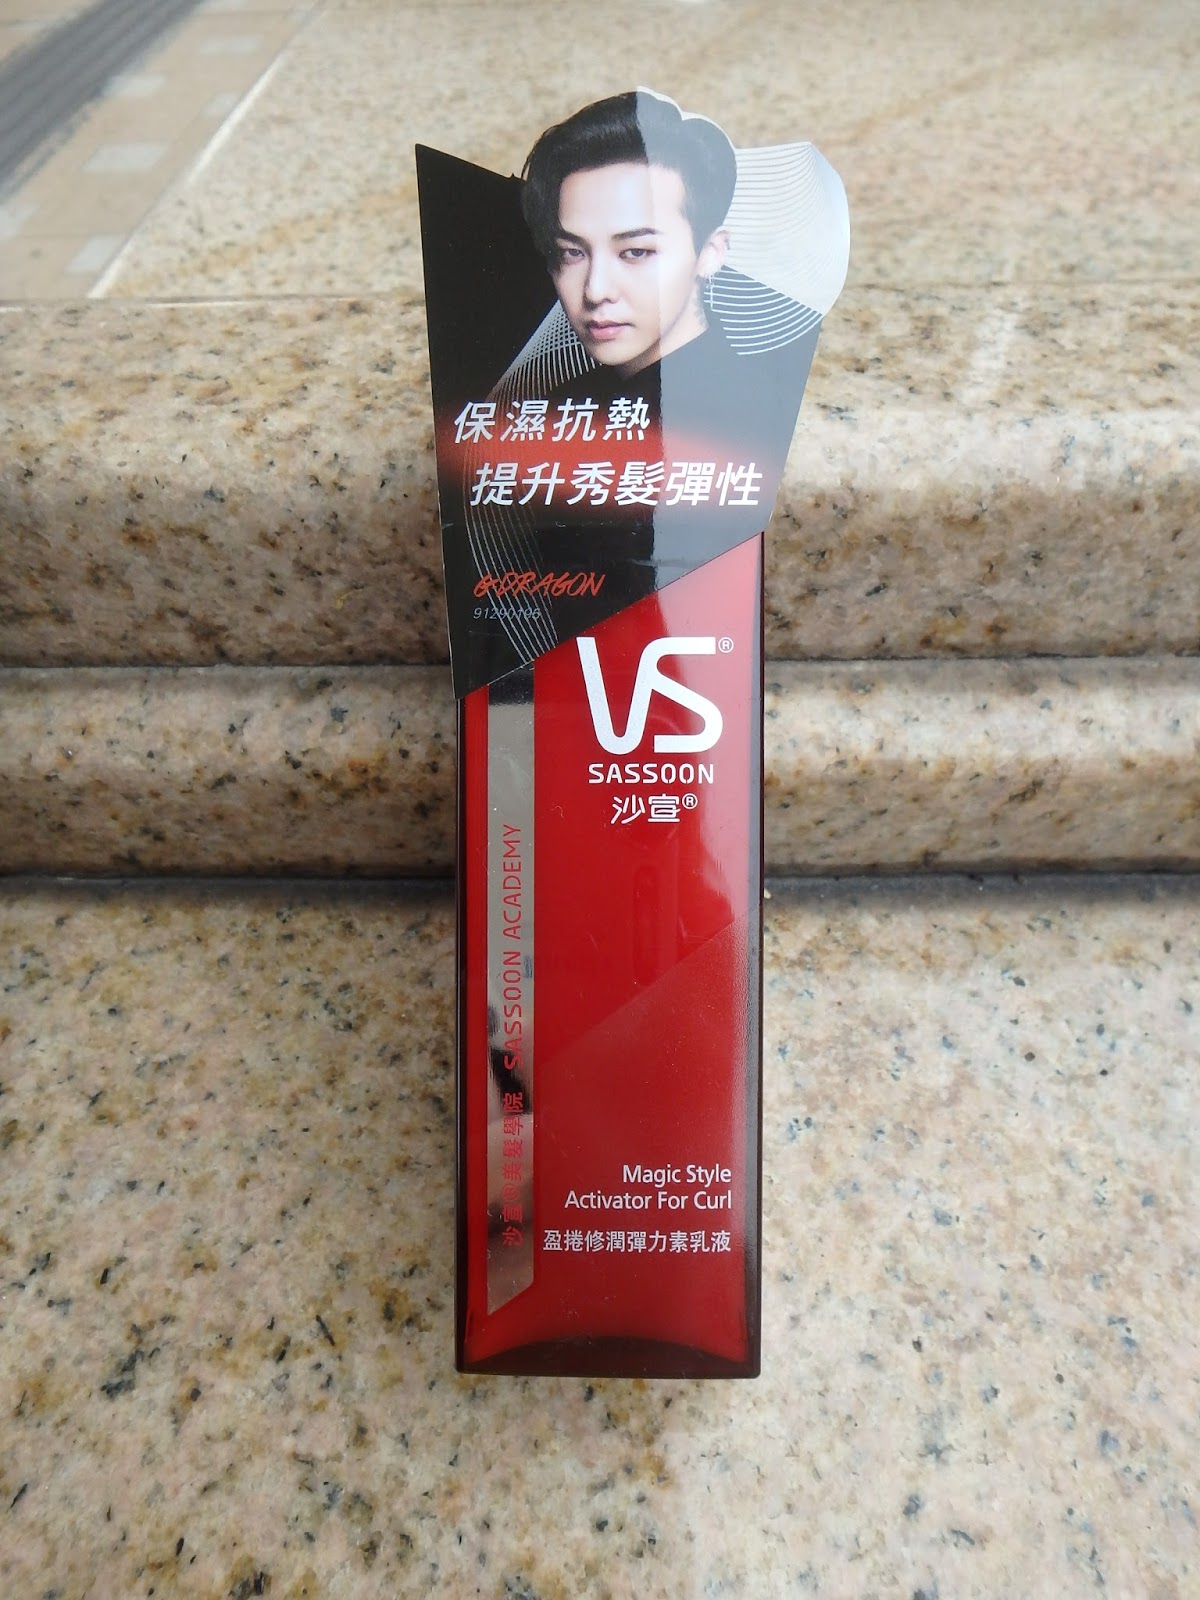 保濕抗熱
提升秀髮彈性
G-DRAGON
91290195
VS®
SASSOON
沙宣®
沙宣®美髮學院 SASSOON ACADEMY
Magic Style
Activator For Curl
盈捲修潤彈力素乳液